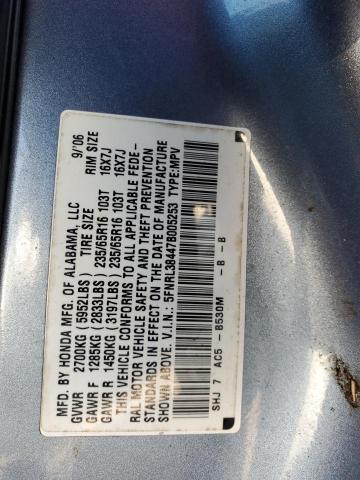 MFD. BY HONDA MFG. OF ALABAMA, LLC 9/06
GVWR 2700KG (5952LBS) TIRE SIZE RIM SIZE
GAWR F 1285KG (2833LBS) 235/65R16 103T 16X7J
GAWR R 1450KG (3197LBS) 235/65R16 103T 16X7J
THIS VEHICLE CONFORMS TO ALL APPLICABLE FEDE-
RAL MOTOR VEHICLE SAFETY AND THEFT PREVENTION
STANDARDS IN EFFECT ON THE DATE OF MANUFACTURE
SHOWN ABOVE. V.I.N.: 5FNRL38447B005253 TYPE:MPV
SHJ 7 AC5 -B530M -B -B